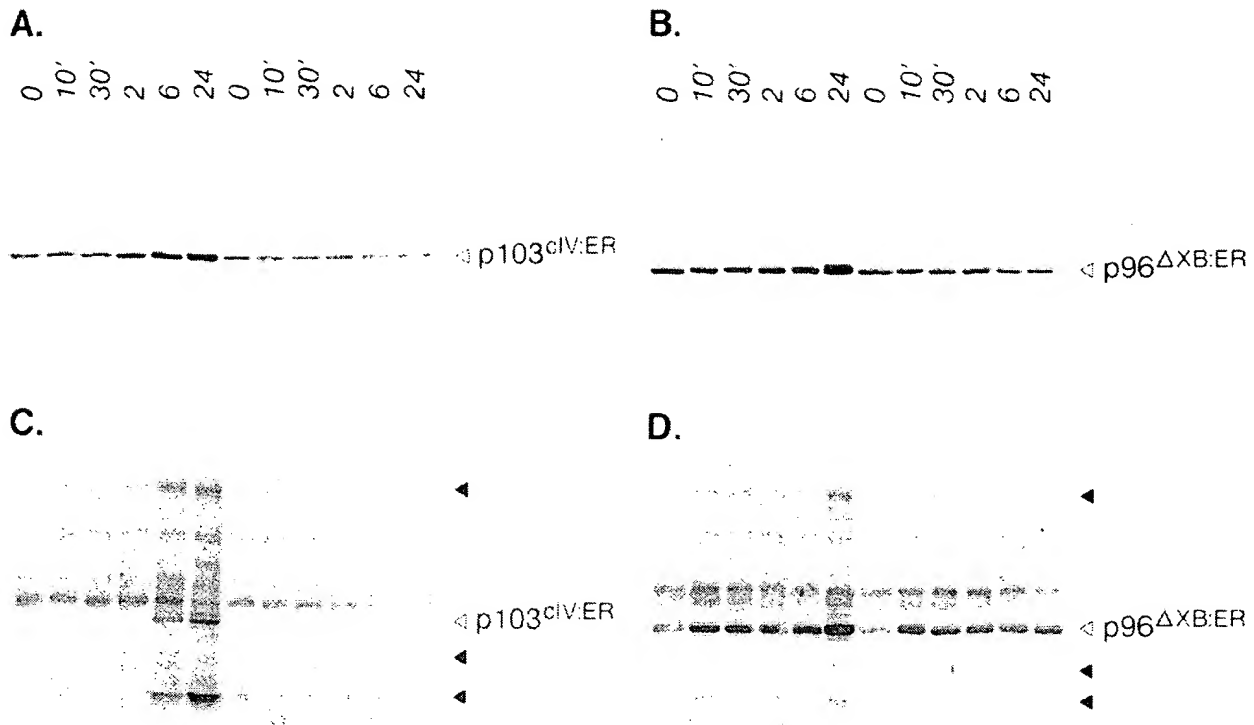 A.
B.
0 10' 30' 2 6 24 0 10' 30' 2 6 24
0 10' 30' 2 6 24 0 10' 30' 2 6 24
p103cIV:ER
p96ΔXB:ER
C.
D.
p103cIV:ER
p96ΔXB:ER